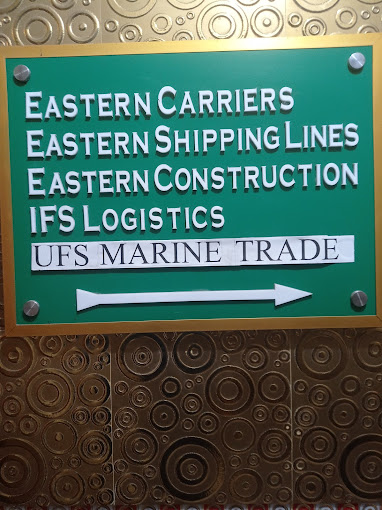 EASTERN CARRIERS
EASTERN SHIPPING LINES
EASTERN CONSTRUCTION
IFS LOGISTICS
UFS MARINE TRADE